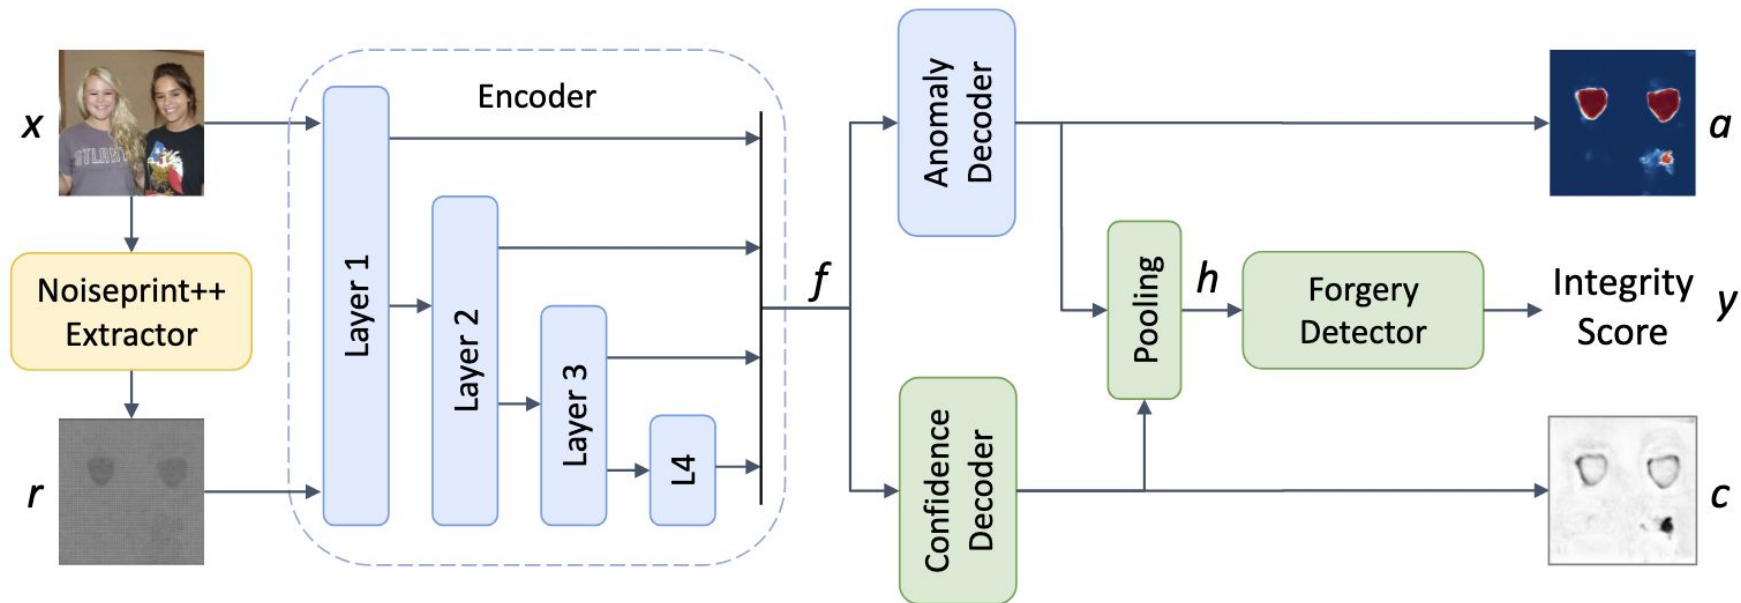 x
Noiseprint++
Extractor
r
Encoder
Layer 1
Layer 2
Layer 3
L4
f
Anomaly
Decoder
Confidence
Decoder
Pooling
h
Forgery
Detector
a
Integrity
Score
y
c